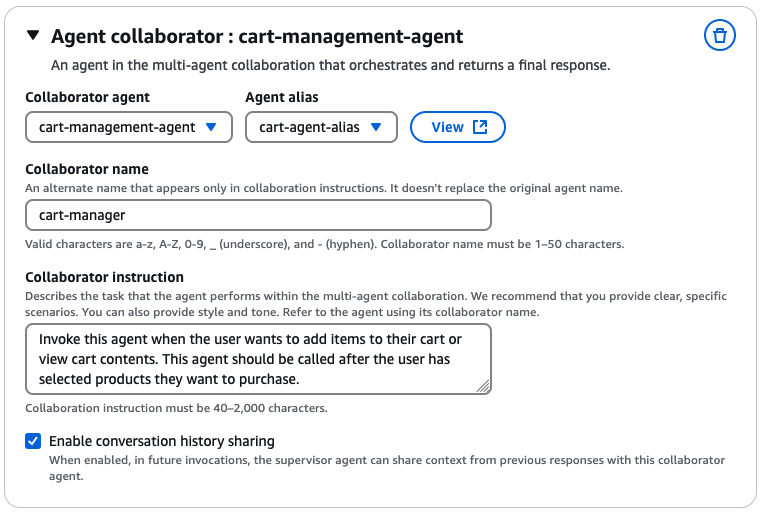 Agent collaborator : cart-management-agent
An agent in the multi-agent collaboration that orchestrates and returns a final response.
Collaborator agent
Agent alias
cart-management-agent
cart-agent-alias
View
Collaborator name
An alternate name that appears only in collaboration instructions. It doesn't replace the original agent name.
cart-manager
Valid characters are a-z, A-Z, 0-9, _ (underscore), and - (hyphen). Collaborator name must be 1–50 characters.
Collaborator instruction
Describes the task that the agent performs within the multi-agent collaboration. We recommend that you provide clear, specific
scenarios. You can also provide style and tone. Refer to the agent using its collaborator name.
Invoke this agent when the user wants to add items to their cart or
view cart contents. This agent should be called after the user has
selected products they want to purchase.
Collaboration instruction must be 40–2,000 characters.
Enable conversation history sharing
When enabled, in future invocations, the supervisor agent can share context from previous responses with this collaborator
agent.